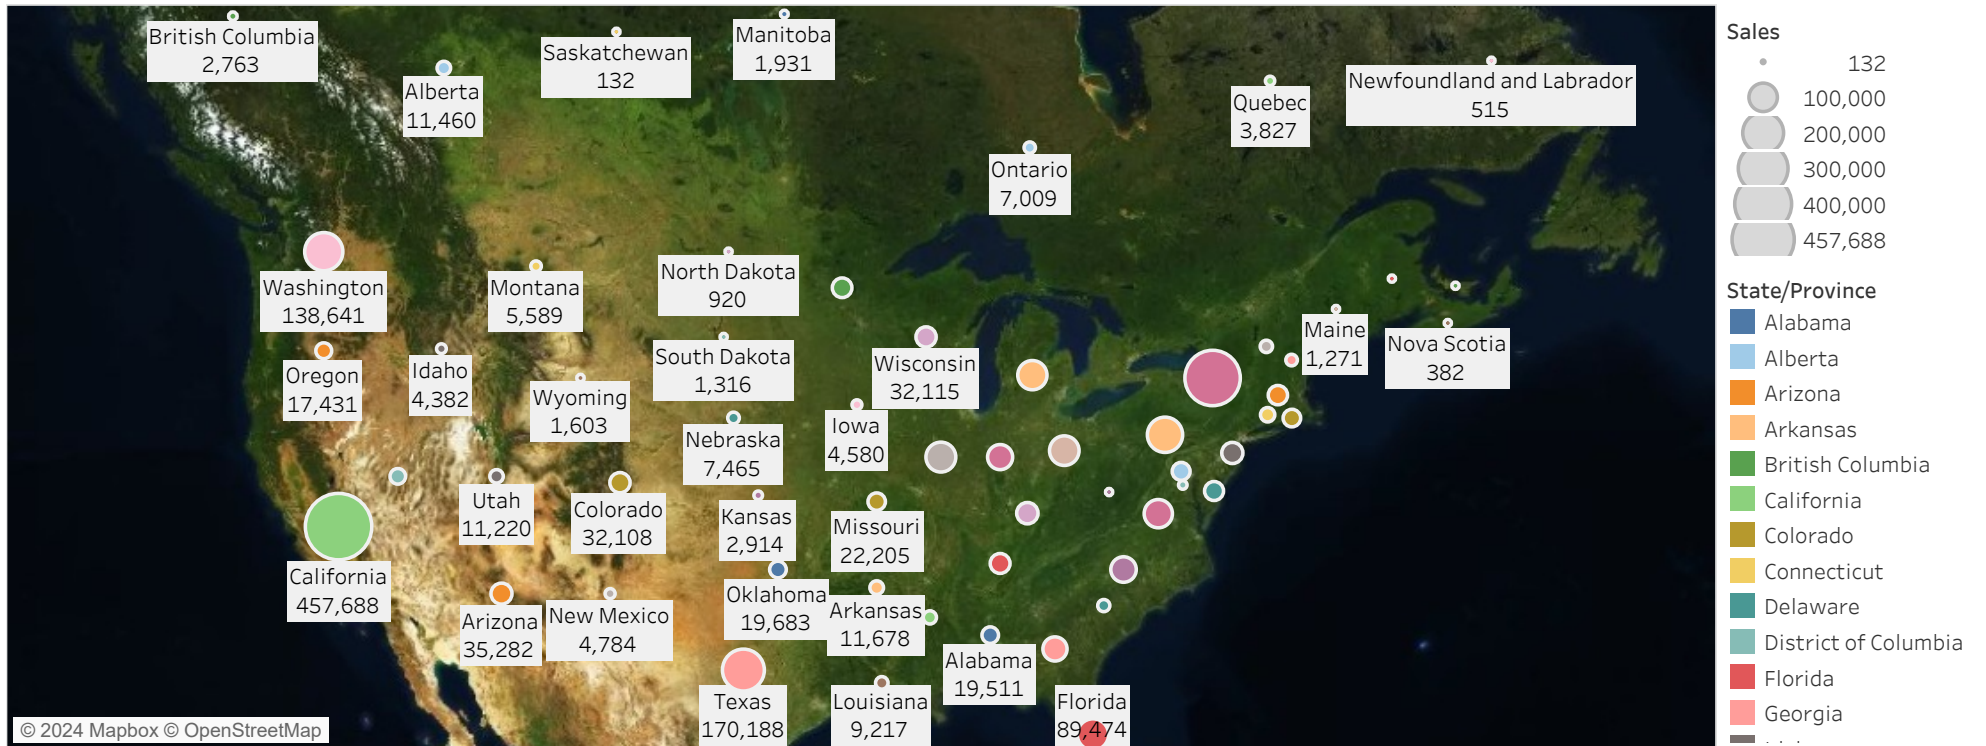 British Columbia
2,763
Alberta
11,460
Saskatchewan
132
Manitoba
1,931
Ontario
7,009
Quebec
3,827
Newfoundland and Labrador
515
Washington
138,641
Montana
5,589
North Dakota
920
Oregon
17,431
Idaho
4,382
Wyoming
1,603
South Dakota
1,316
Wisconsin
32,115
Maine
1,271
Nova Scotia
382
Nebraska
7,465
Iowa
4,580
Utah
11,220
Colorado
32,108
Kansas
2,914
Missouri
22,205
California
457,688
Arizona
35,282
New Mexico
4,784
Oklahoma
19,683
Arkansas
11,678
Alabama
19,511
Texas
170,188
Louisiana
9,217
Florida
89,474
© 2024 Mapbox © OpenStreetMap
Sales
132
100,000
200,000
300,000
400,000
457,688
State/Province
Alabama
Alberta
Arizona
Arkansas
British Columbia
California
Colorado
Connecticut
Delaware
District of Columbia
Florida
Georgia